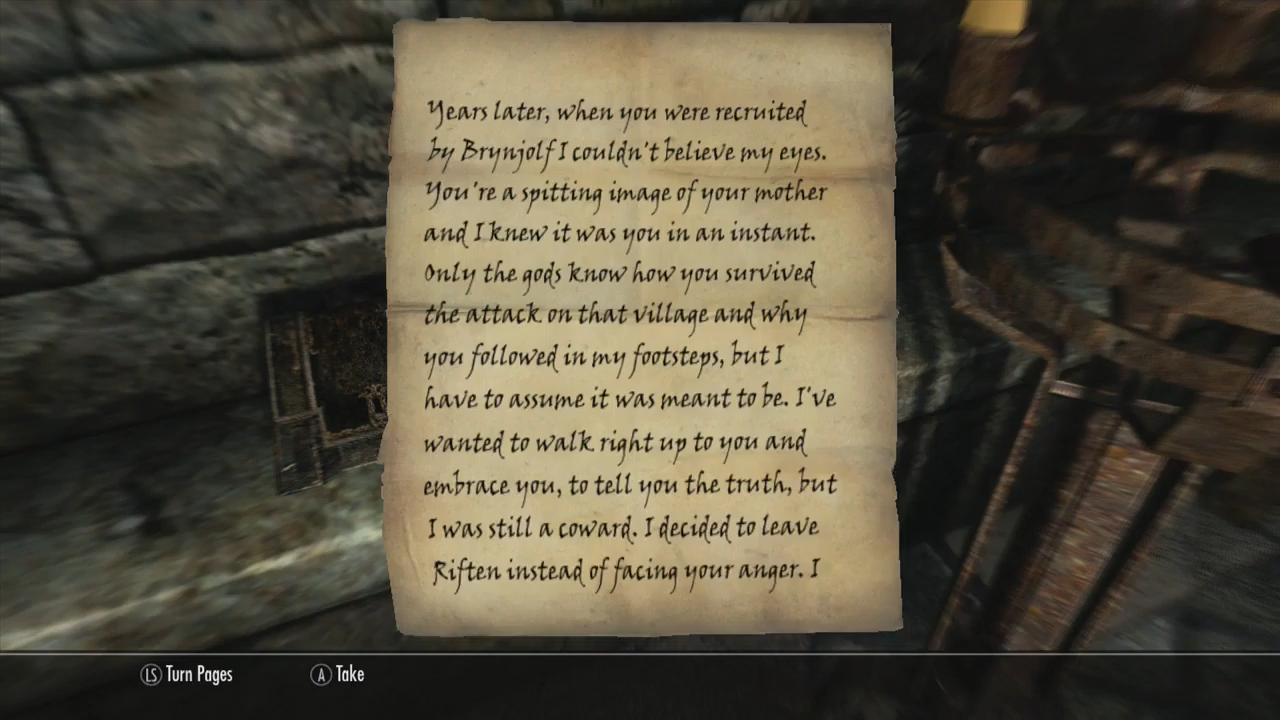 Years later, when you were recruited
by Brynjolf I couldn't believe my eyes.
You're a spitting image of your mother
and I knew it was you in an instant.
Only the gods know how you survived
the attack on that village and why
you followed in my footsteps, but I
have to assume it was meant to be. I've
wanted to walk right up to you and
embrace you, to tell you the truth, but
I was still a coward. I decided to leave
Riften instead of facing your anger. I
LS Turn Pages A Take